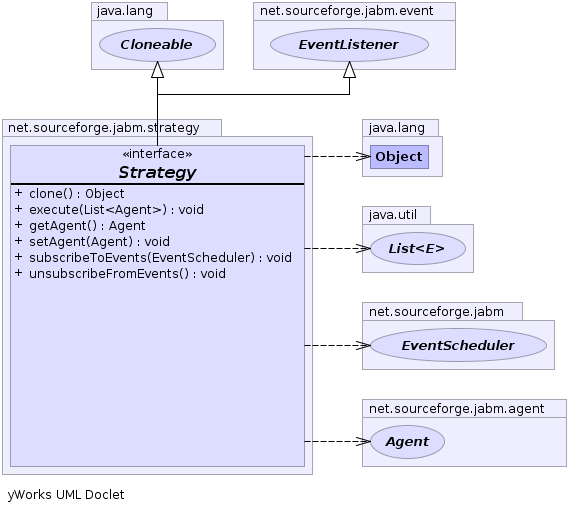 java.lang
Cloneable
net.sourceforge.jabm.event
EventListener
net.sourceforge.jabm.strategy
«interface»
Strategy
+ clone() : Object
+ execute(List<Agent>) : void
+ getAgent() : Agent
+ setAgent(Agent) : void
+ subscribeToEvents(EventScheduler) : void
+ unsubscribeFromEvents() : void
java.lang
Object
java.util
List<E>
net.sourceforge.jabm
EventScheduler
net.sourceforge.jabm.agent
Agent
yWorks UML Doclet